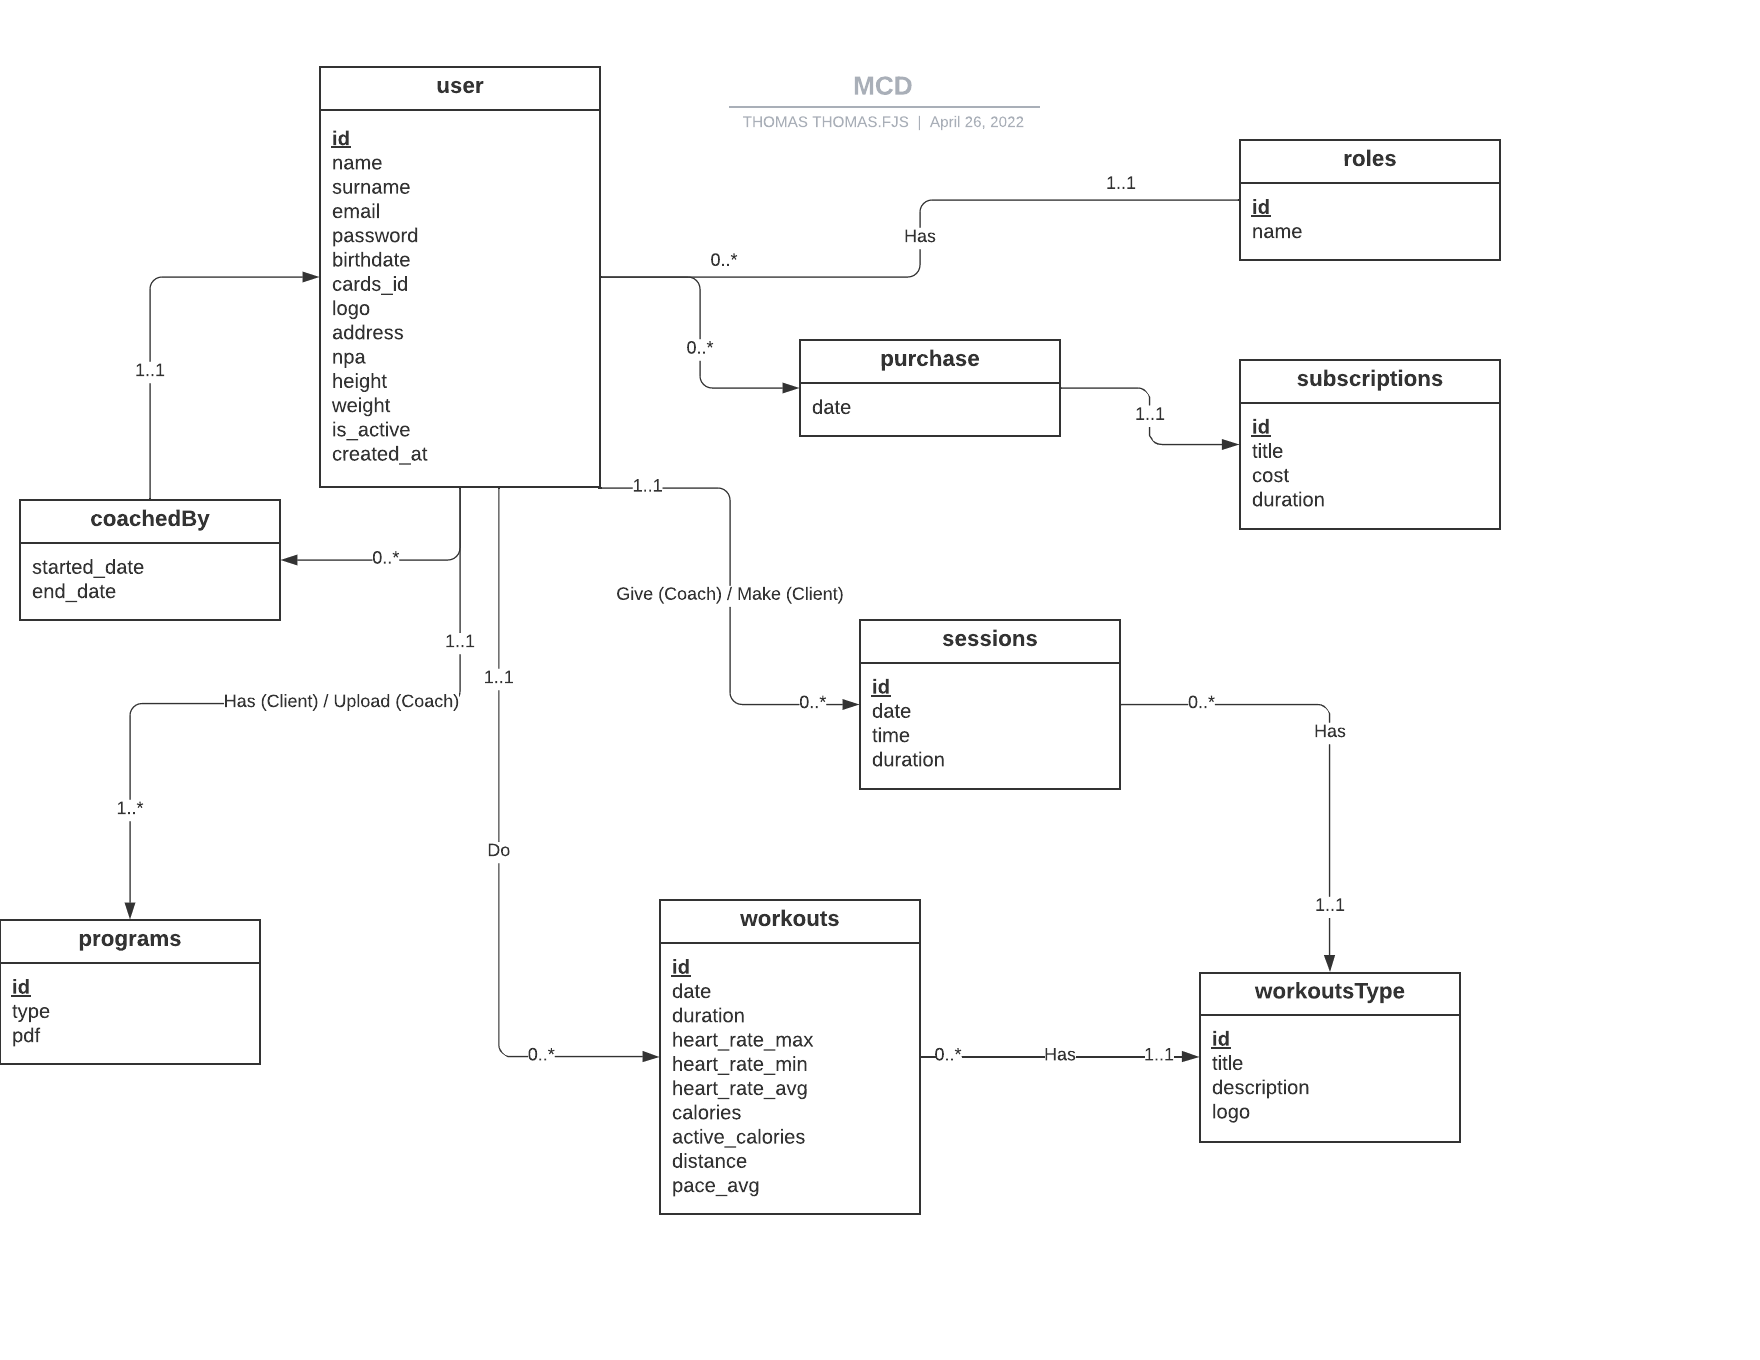 MCD
THOMAS THOMAS.FJS | April 26, 2022
user
id
name
surname
email
password
birthdate
cards_id
logo
address
npa
height
weight
is_active
created_at
roles
id
name
1..1
Has
0..*
0..*
purchase
date
1..1
subscriptions
id
title
cost
duration
1..1
coachedBy
started_date
end_date
0..*
1..1
Give (Coach) / Make (Client)
0..*
sessions
id
date
time
duration
0..*
Has
1..1
1..1
Has (Client) / Upload (Coach)
1..*
programs
id
type
pdf
1..1
Do
0..*
workouts
id
date
duration
heart_rate_max
heart_rate_min
heart_rate_avg
calories
active_calories
distance
pace_avg
0..*
Has
1..1
workoutsType
id
title
description
logo